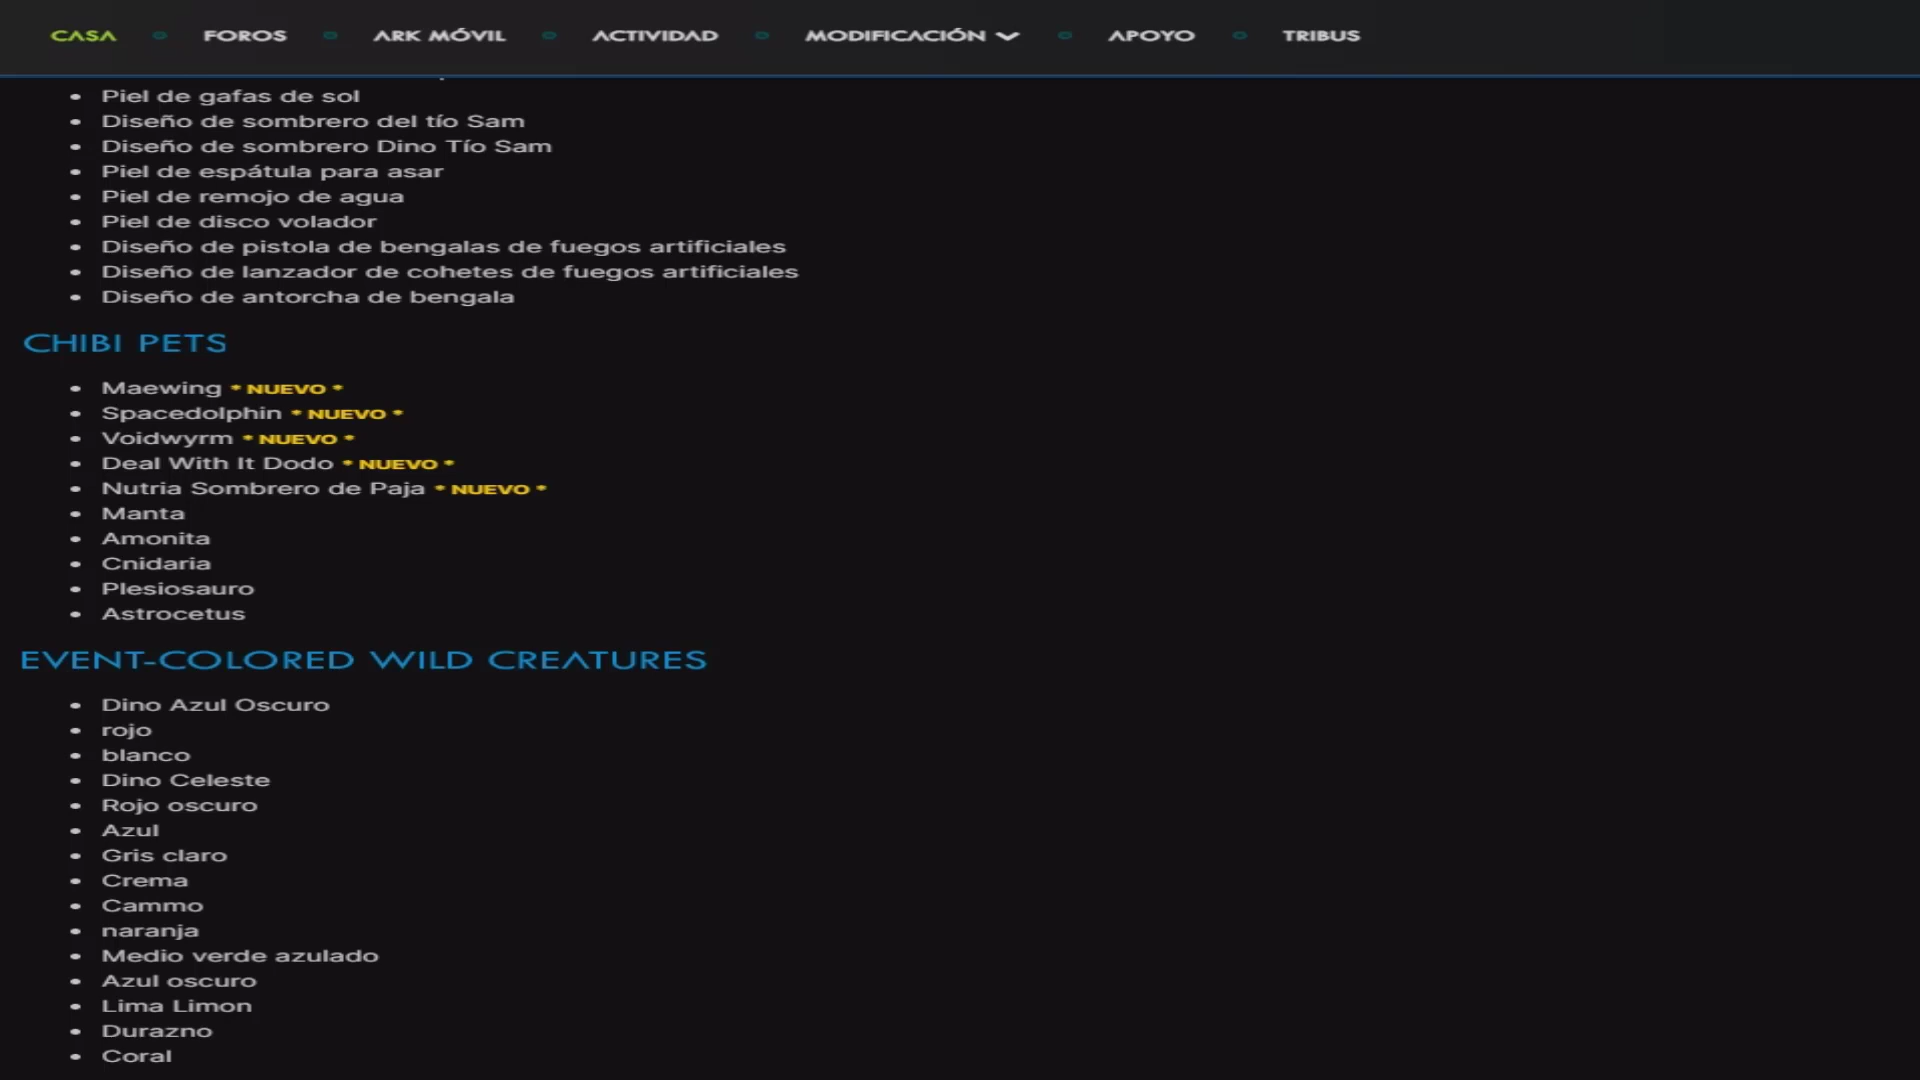 CASA FOROS ARK MÓVIL ACTIVIDAD MODIFICACIÓN APOYO TRIBUS
Piel de gafas de sol
Diseño de sombrero del tío Sam
Diseño de sombrero Dino Tío Sam
Piel de espátula para asar
Piel de remojo de agua
Piel de disco volador
Diseño de pistola de bengalas de fuegos artificiales
Diseño de lanzador de cohetes de fuegos artificiales
Diseño de antorcha de bengala
CHIBI PETS
Maewing * NUEVO *
Spacedolphin * NUEVO *
Voidwyrm * NUEVO *
Deal With It Dodo * NUEVO *
Nutria Sombrero de Paja * NUEVO *
Manta
Amonita
Cnidaria
Plesiosauro
Astrocetus
EVENT-COLORED WILD CREATURES
Dino Azul Oscuro
rojo
blanco
Dino Celeste
Rojo oscuro
Azul
Gris claro
Crema
Cammo
naranja
Medio verde azulado
Azul oscuro
Lima Limon
Durazno
Coral